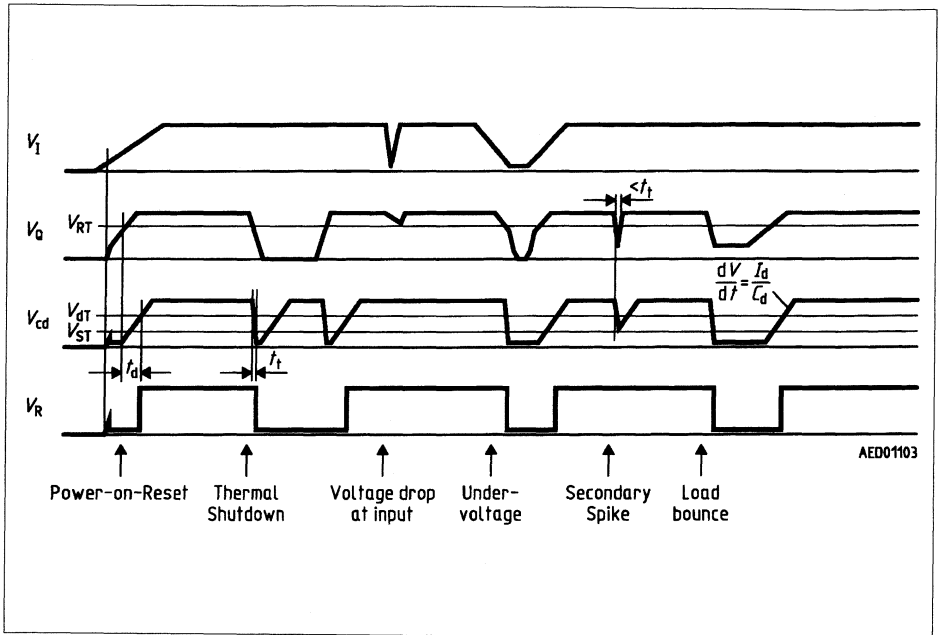 V_I
<t_t
V_Q
V_RT
dV/dt = I_d/C_d
V_cd
V_dT
V_ST
t_d
t_t
V_R
AED01103
Power-on-Reset
Thermal
Shutdown
Voltage drop
at input
Under-
voltage
Secondary
Spike
Load
bounce